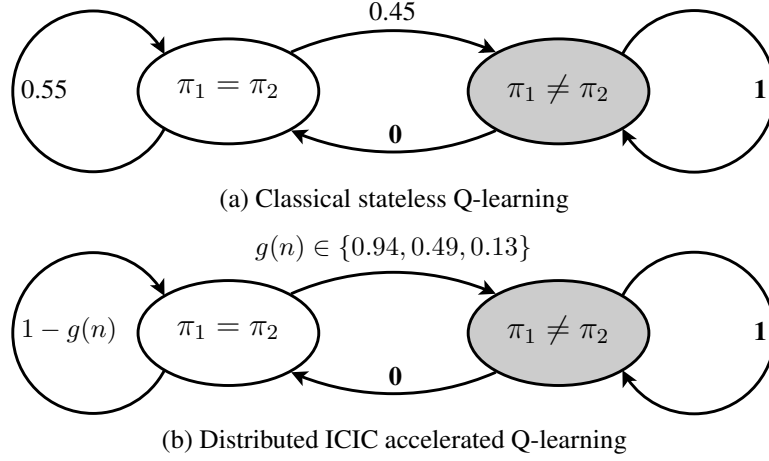 0.45
0.55
π₁ = π₂
π₁ ≠ π₂
1
0
(a) Classical stateless Q-learning
g(n) ∈ {0.94, 0.49, 0.13}
1 − g(n)
π₁ = π₂
π₁ ≠ π₂
1
0
(b) Distributed ICIC accelerated Q-learning